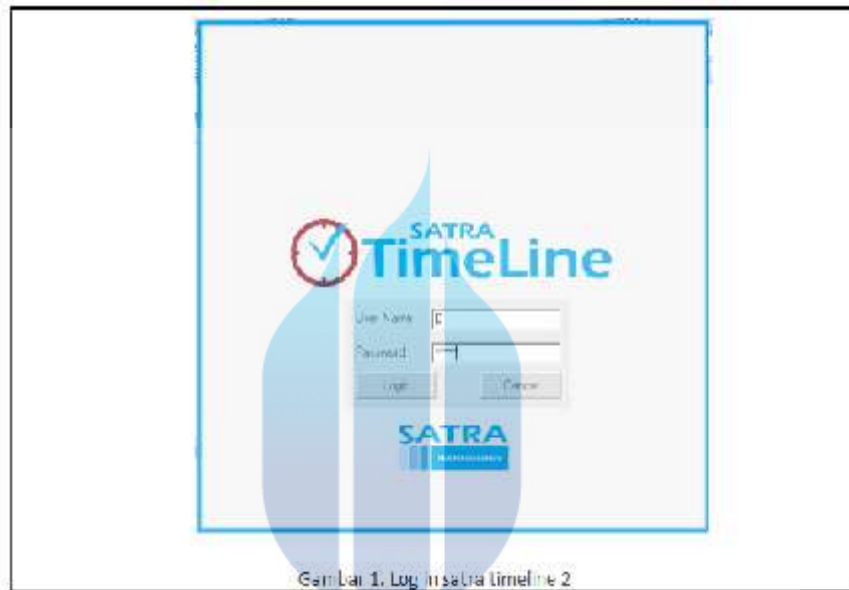 SATRA
TimeLine
User Name
Password
Login
Cancel
SATRA
Gambar 1. Log in satra timeline 2